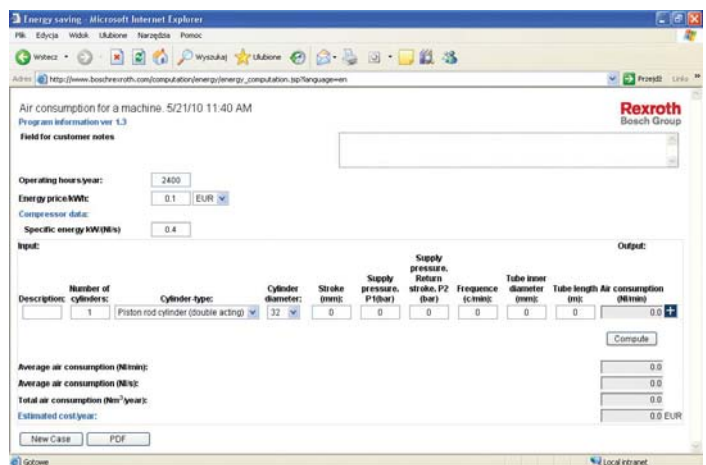 Energy saving - Microsoft Internet Explorer
Plik Edycja Widok Ulubione Narzędzia Pomoc
Wstecz Wyszukaj Ulubione
Adres http://www.boschrexroth.com/computation/energy/energy_computation.jsp?language=en Przejdź Links »
Air consumption for a machine. 5/21/10 11:40 AM
Rexroth
Bosch Group
Program information ver 1.3
Field for customer notes
Operating hours/year: 2400
Energy price/kWh: 0.1 EUR
Compressor data:
Specific energy kW/(Nl/s) 0.4
Input: Output:
Description: Number of cylinders: Cylinder-type: Cylinder diameter: Stroke (mm): Supply pressure, P1(bar) Supply pressure, Return stroke, P2 (bar) Frequence (c/min): Tube inner diameter (mm): Tube length (m): Air consumption (Nl/min)
1 Piston rod cylinder (double acting) 32 0 0 0 0 0 0 0.0 +
Compute
Average air consumption (Nl/min): 0.0
Average air consumption (Nl/s): 0.0
Total air consumption (Nm³/year): 0.0
Estimated cost/year: 0.0 EUR
New Case PDF
Gotowe Local intranet